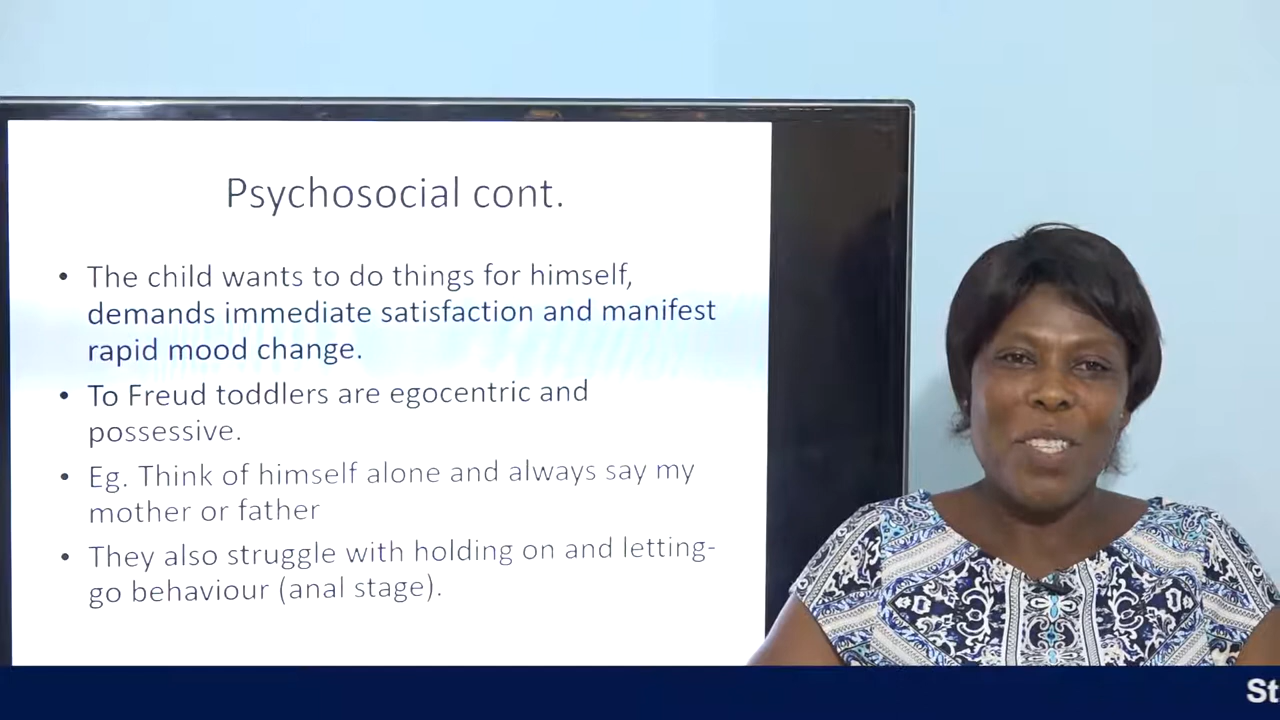 Psychosocial cont.
• The child wants to do things for himself,
demands immediate satisfaction and manifest
rapid mood change.
• To Freud toddlers are egocentric and
possessive.
• Eg. Think of himself alone and always say my
mother or father
• They also struggle with holding on and letting-
go behaviour (anal stage).
St